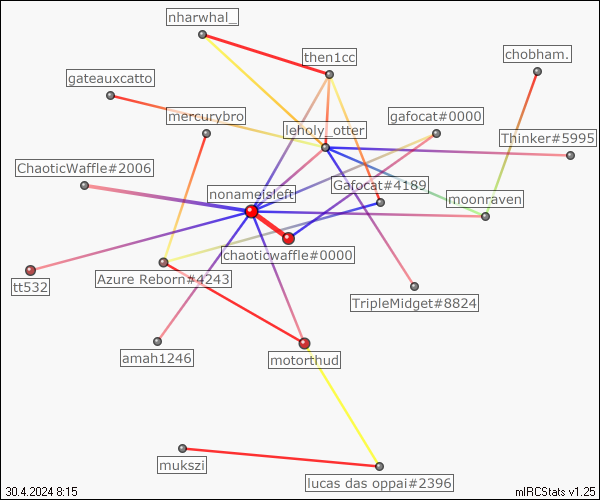 nharwhal_
then1cc
chobham.
gateauxcatto
mercurybro
gafocat#0000
leholy_otter
Thinker#5995
ChaoticWaffle#2006
Gafocat#4189
nonameisleft
moonraven
chaoticwaffle#0000
Azure Reborn#4243
tt532
TripleMidget#8824
amah1246
motorthud
mukszi
lucas das oppai#2396
30.4.2024 8:15
mIRCStats v1.25